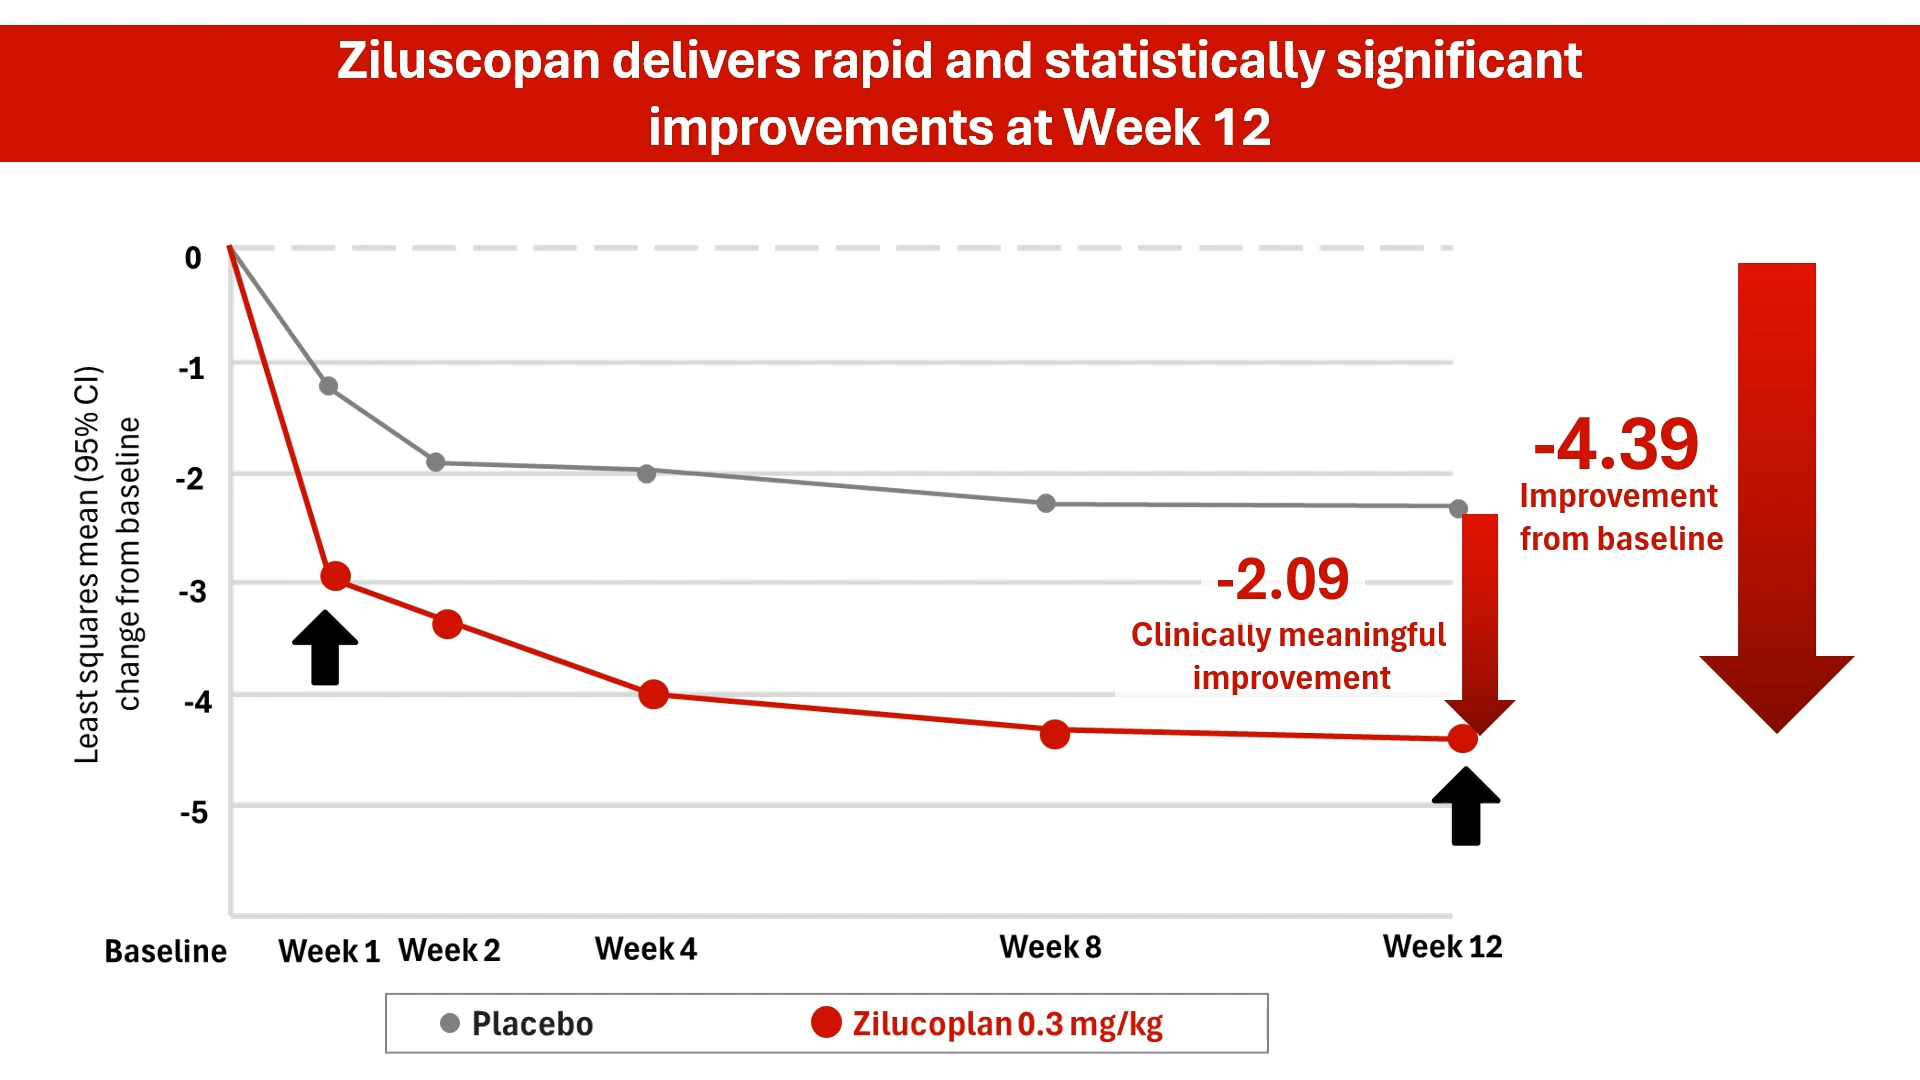 Ziluscopan delivers rapid and statistically significant
improvements at Week 12
Least squares mean (95% CI)
change from baseline
0
-1
-2
-3
-4
-5
-4.39
Improvement
from baseline
-2.09
Clinically meaningful
improvement
Baseline
Week 1
Week 2
Week 4
Week 8
Week 12
Placebo
Zilucoplan 0.3 mg/kg